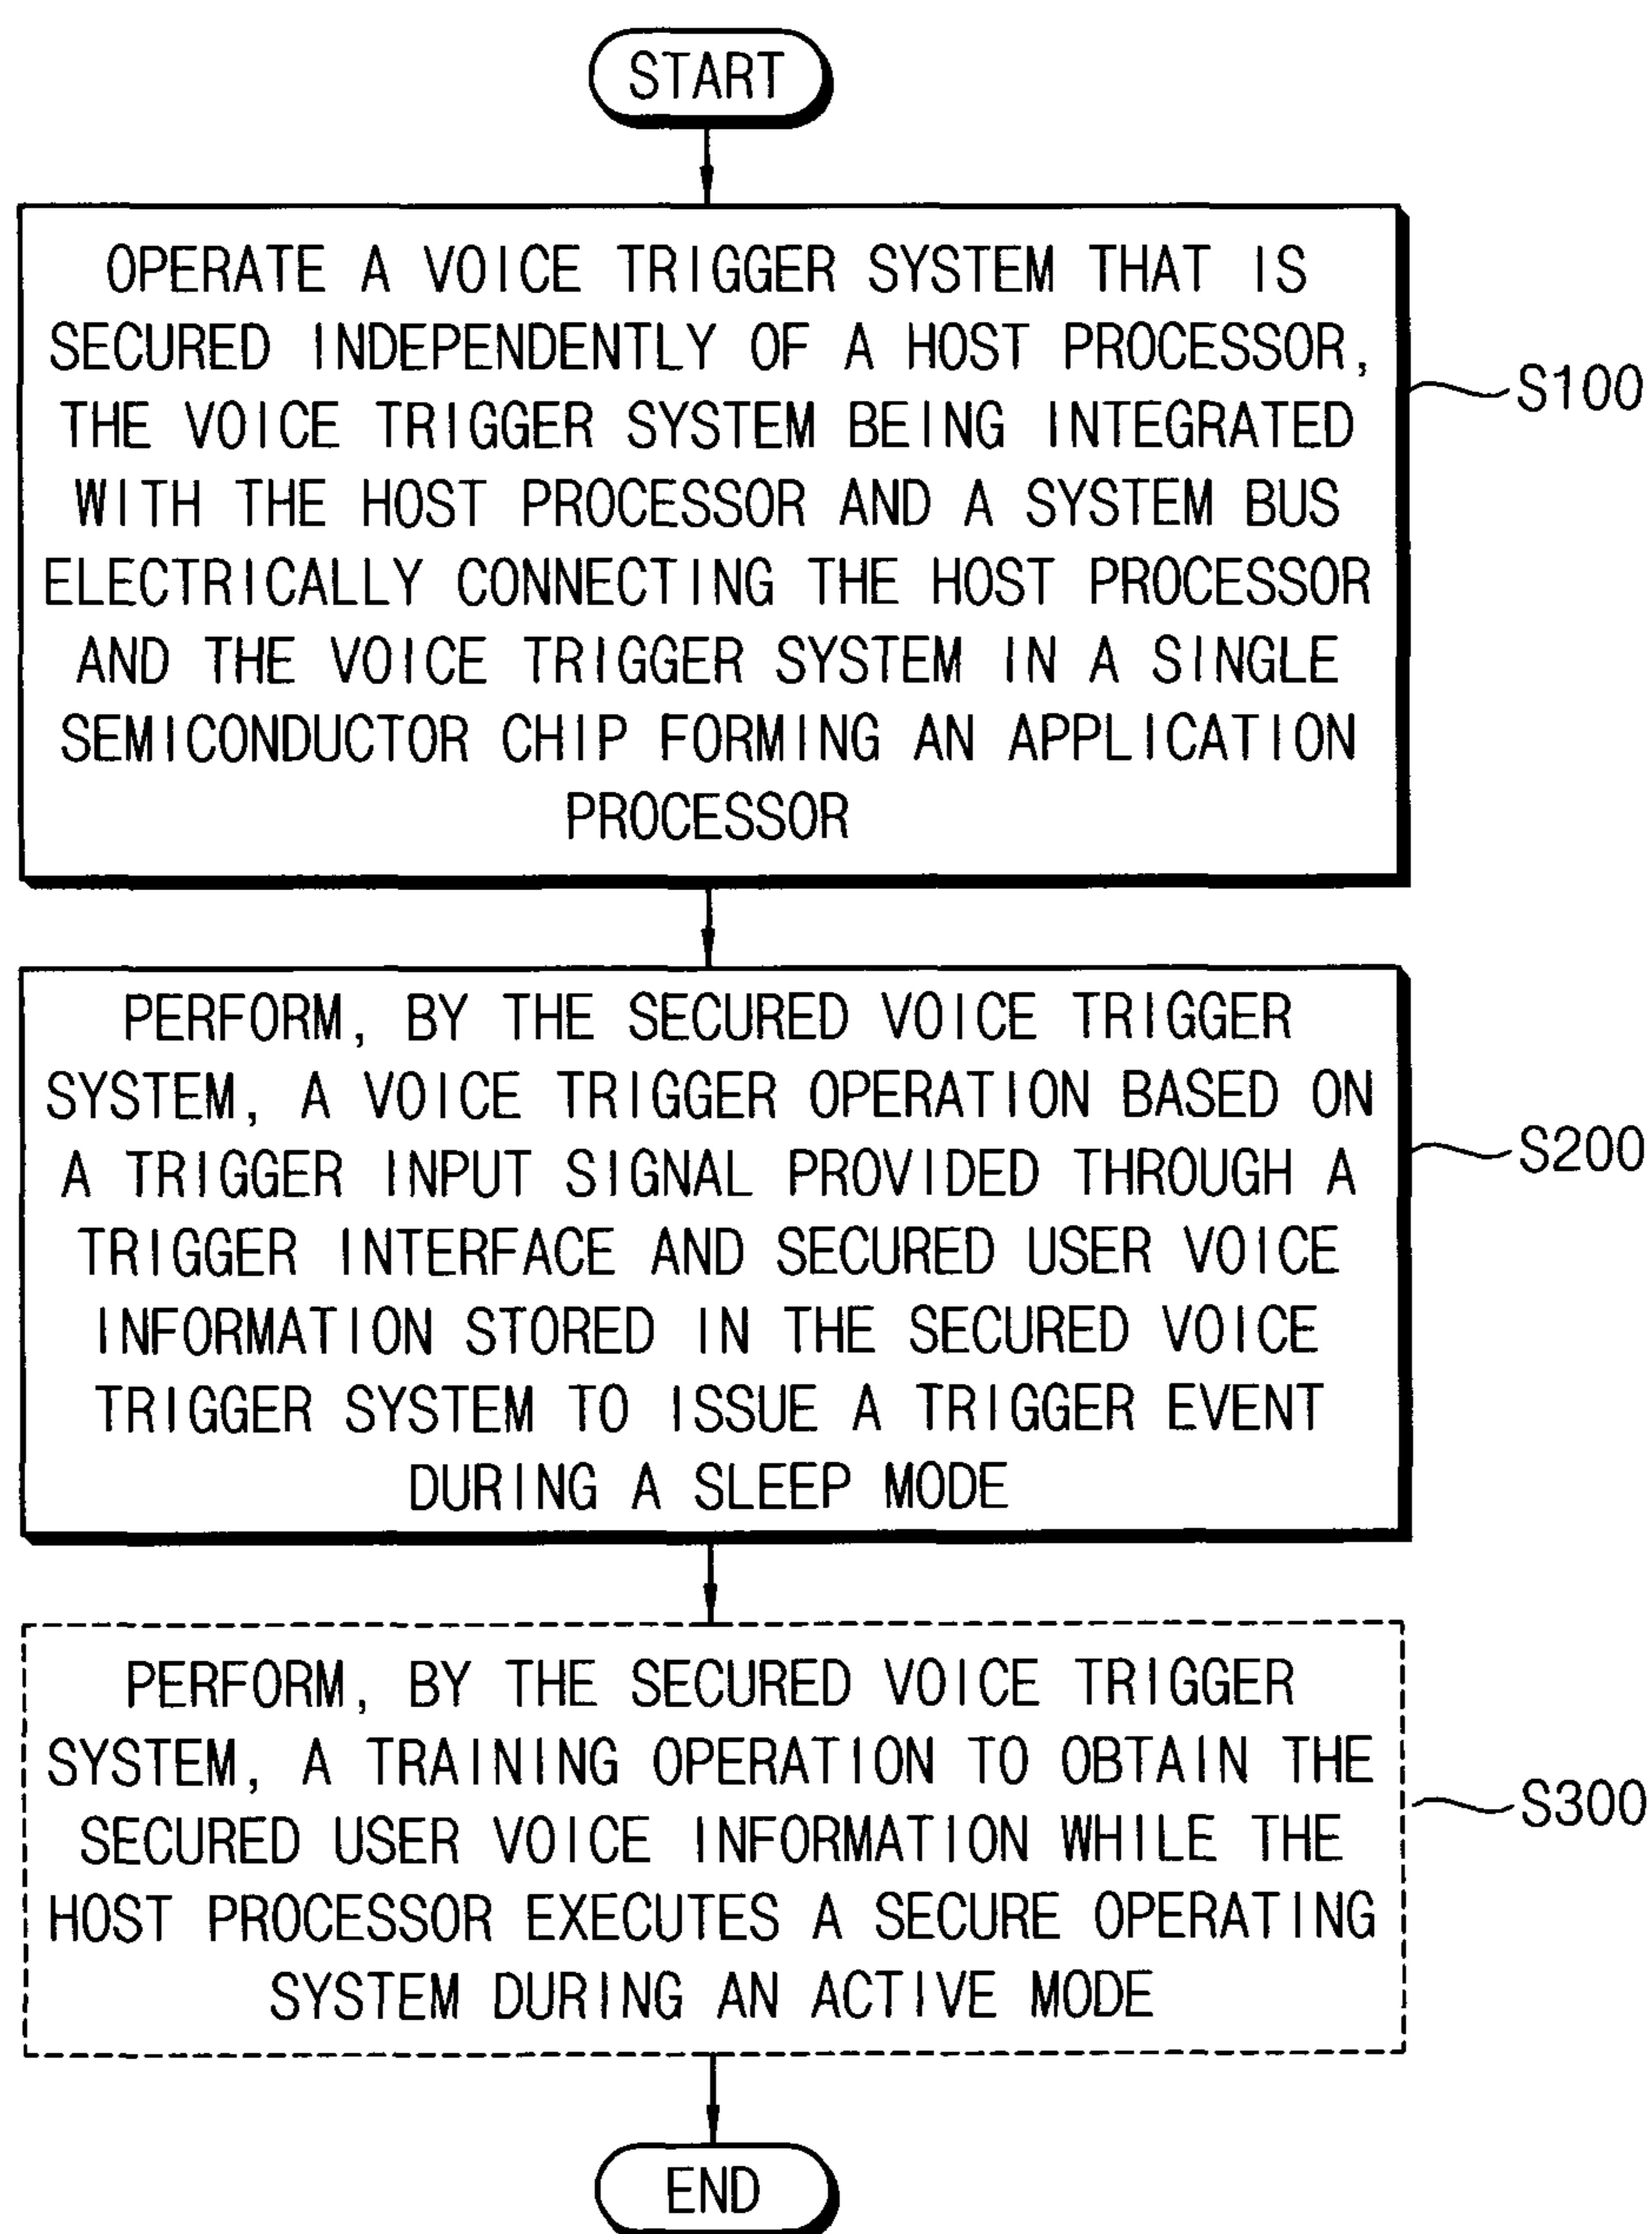 START
OPERATE A VOICE TRIGGER SYSTEM THAT IS
SECURED INDEPENDENTLY OF A HOST PROCESSOR,
THE VOICE TRIGGER SYSTEM BEING INTEGRATED
WITH THE HOST PROCESSOR AND A SYSTEM BUS
ELECTRICALLY CONNECTING THE HOST PROCESSOR
AND THE VOICE TRIGGER SYSTEM IN A SINGLE
SEMICONDUCTOR CHIP FORMING AN APPLICATION
PROCESSOR
S100
PERFORM, BY THE SECURED VOICE TRIGGER
SYSTEM, A VOICE TRIGGER OPERATION BASED ON
A TRIGGER INPUT SIGNAL PROVIDED THROUGH A
TRIGGER INTERFACE AND SECURED USER VOICE
INFORMATION STORED IN THE SECURED VOICE
TRIGGER SYSTEM TO ISSUE A TRIGGER EVENT
DURING A SLEEP MODE
S200
PERFORM, BY THE SECURED VOICE TRIGGER
SYSTEM, A TRAINING OPERATION TO OBTAIN THE
SECURED USER VOICE INFORMATION WHILE THE
HOST PROCESSOR EXECUTES A SECURE OPERATING
SYSTEM DURING AN ACTIVE MODE
S300
END